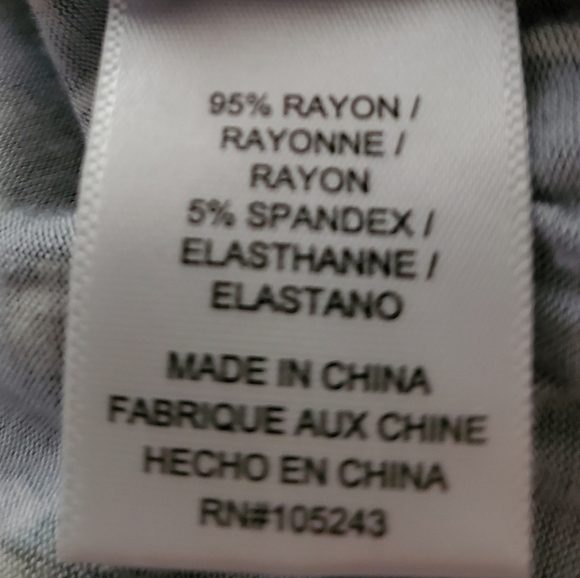 95% RAYON /
RAYONNE /
RAYON
5% SPANDEX /
ELASTHANNE /
ELASTANO
MADE IN CHINA
FABRIQUE AUX CHINE
HECHO EN CHINA
RN#105243